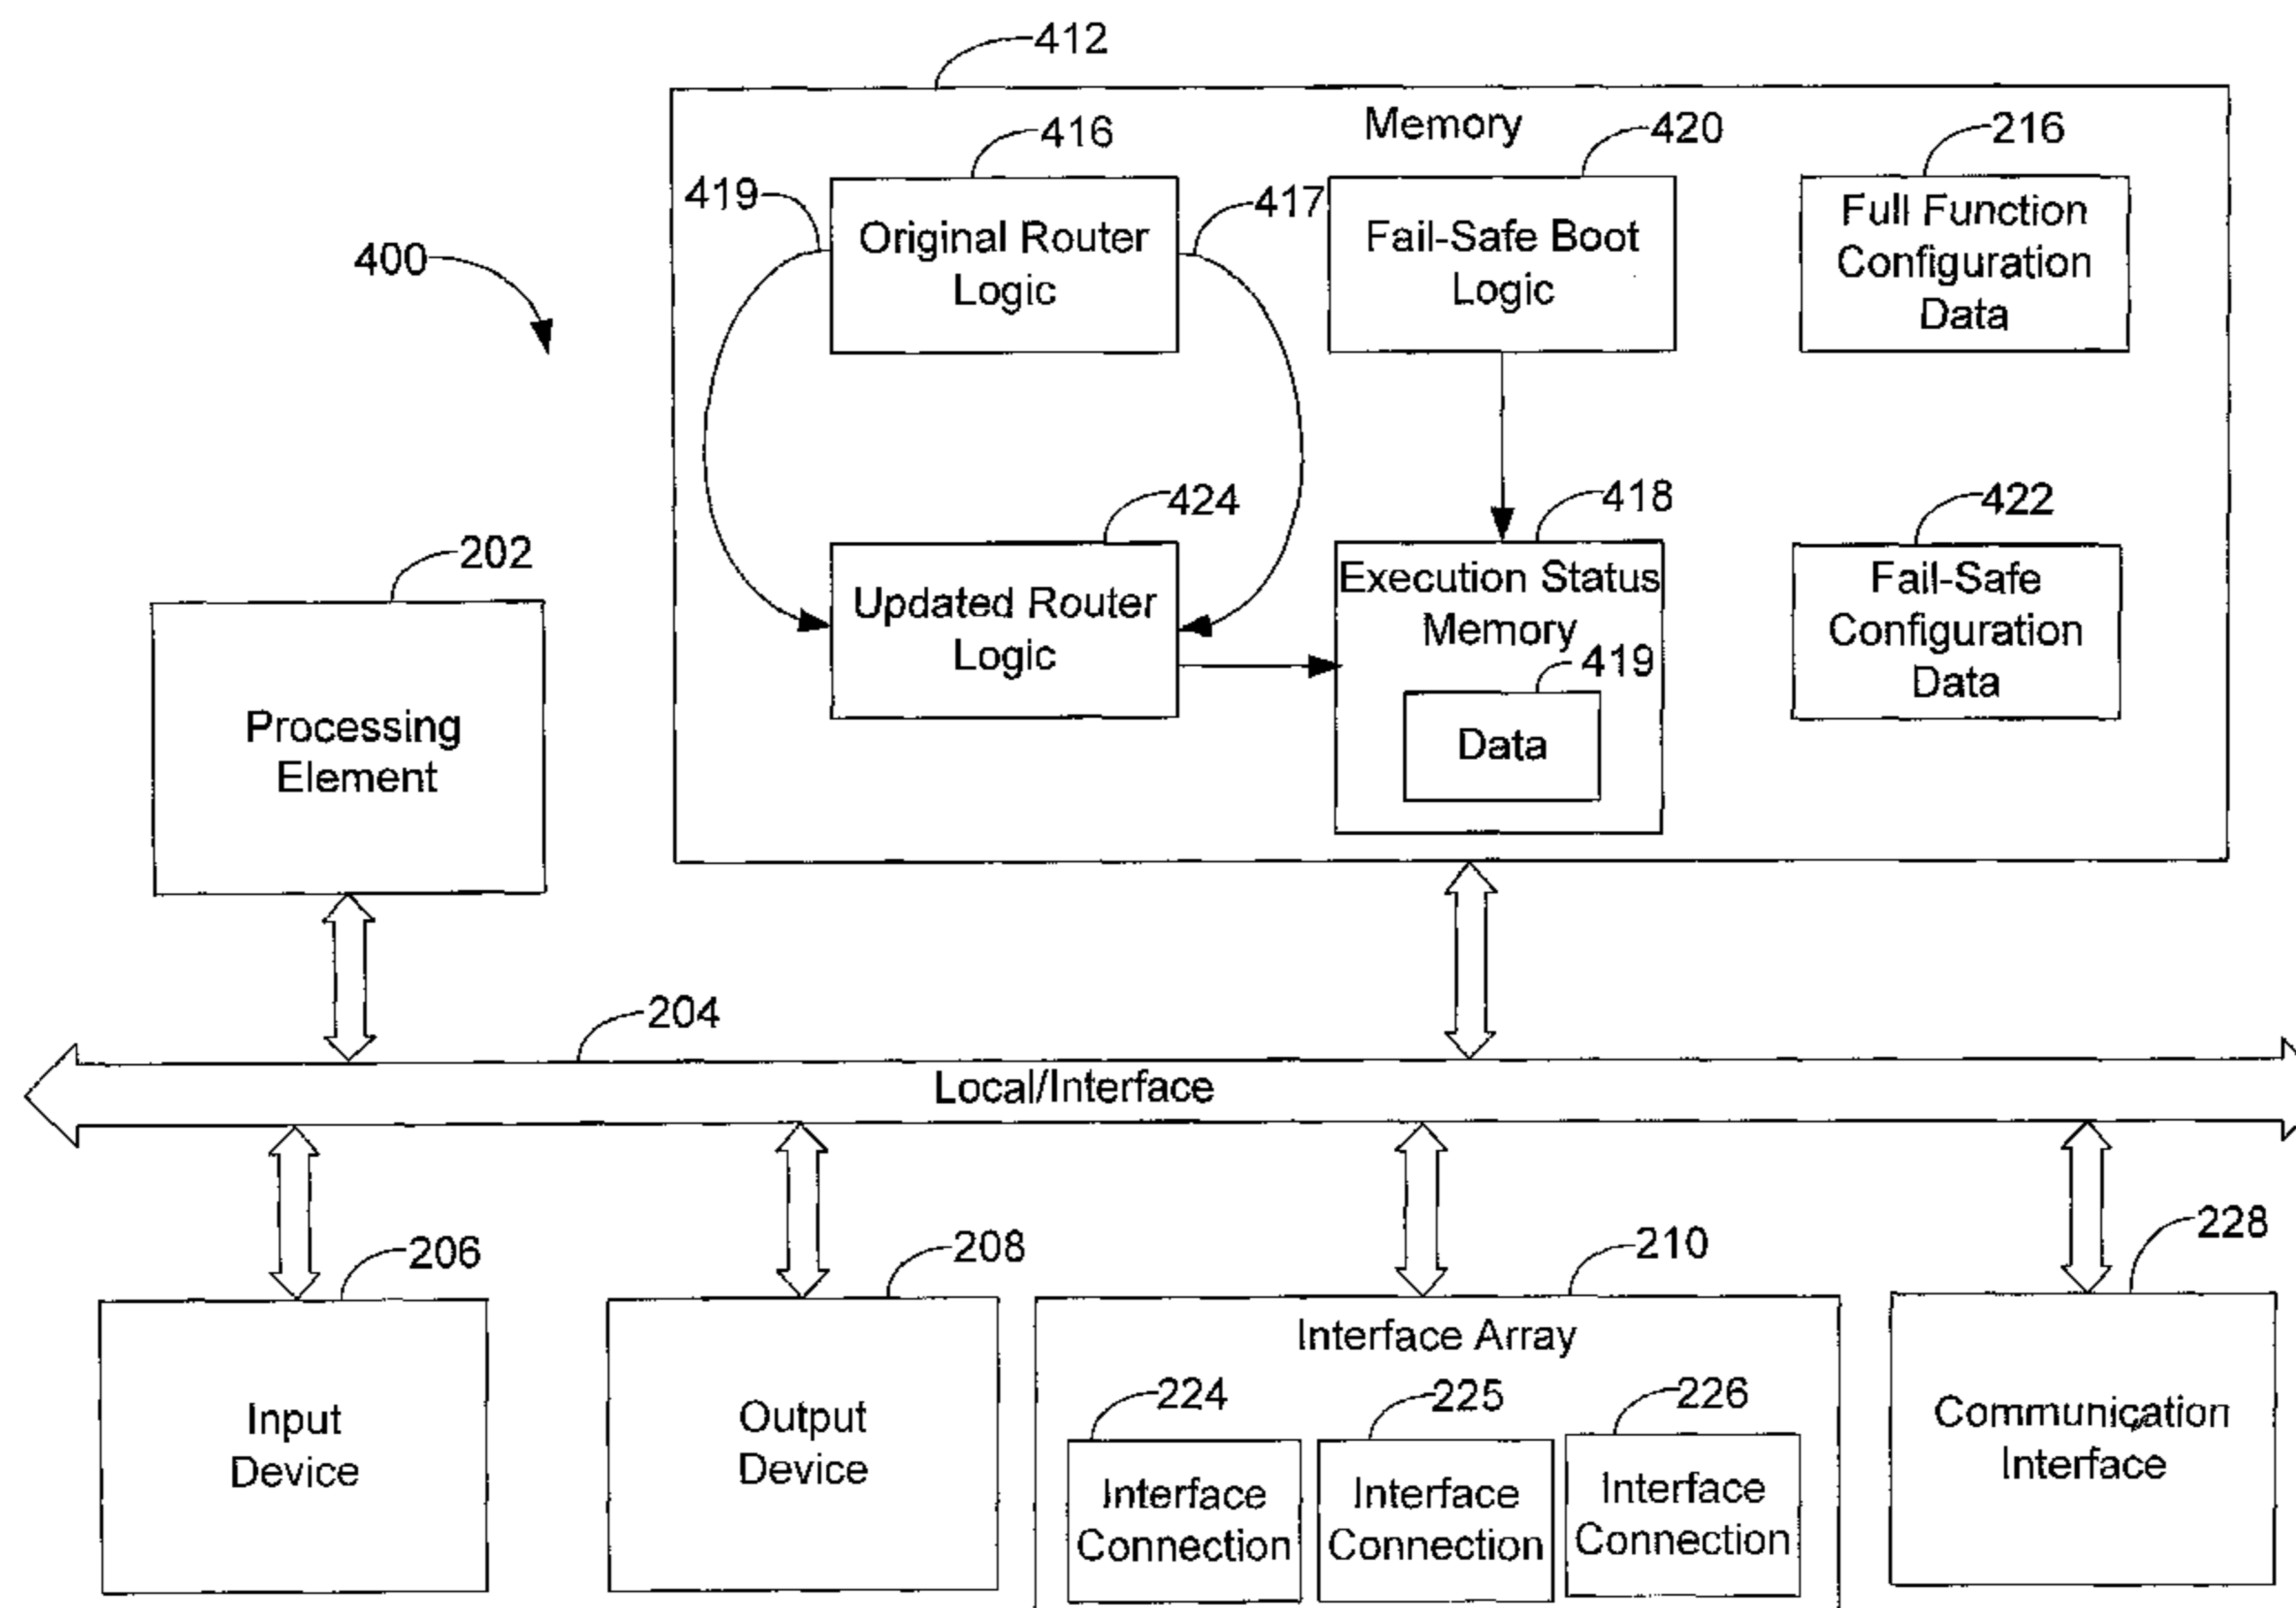 412
Memory
416
420
216
419
417
400
Original Router
Logic
Fail-Safe Boot
Logic
Full Function
Configuration
Data
424
418
422
202
Updated Router
Logic
Execution Status
Memory
419
Data
Fail-Safe
Configuration
Data
Processing
Element
204
Local/Interface
206
208
210
228
Input
Device
Output
Device
Interface Array
224
225
226
Interface
Connection
Interface
Connection
Interface
Connection
Communication
Interface